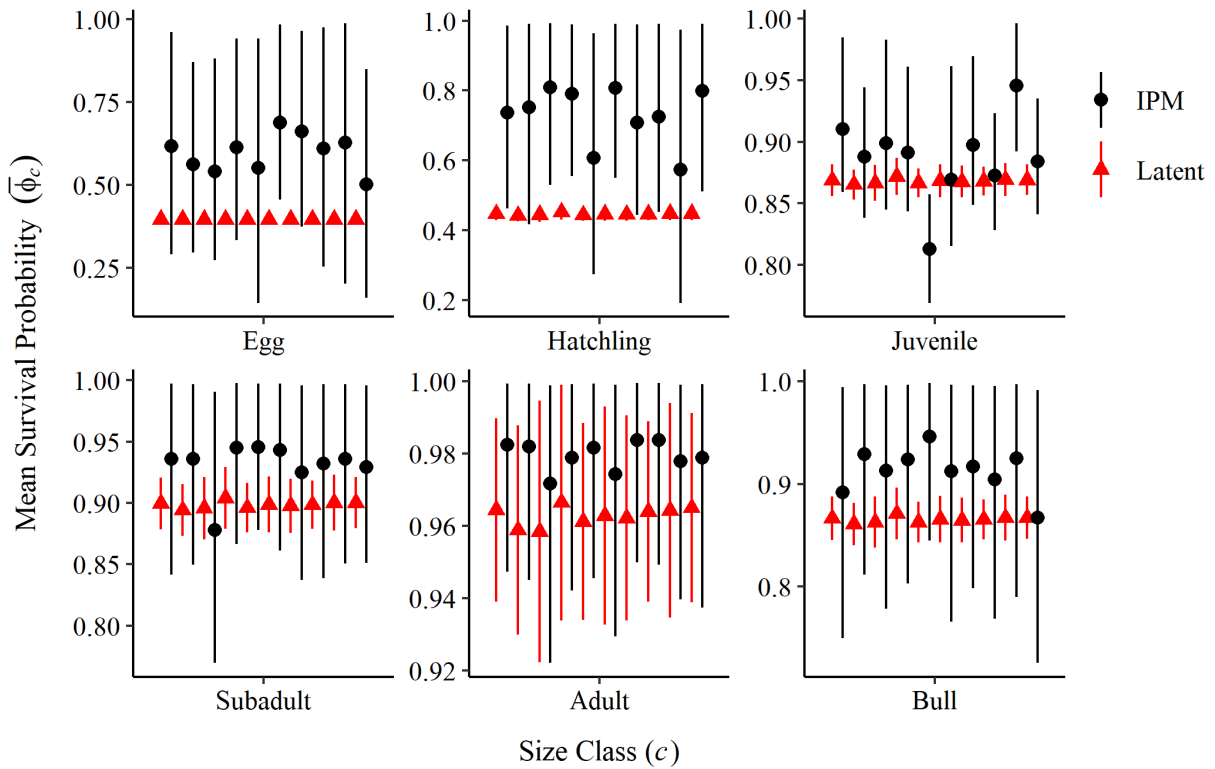 Mean Survival Probability (ϕ̅c)
1.00
0.75
0.50
0.25
Egg
1.0
0.8
0.6
0.4
0.2
Hatchling
1.00
0.95
0.90
0.85
0.80
Juvenile
IPM
Latent
1.00
0.95
0.90
0.85
0.80
Subadult
1.00
0.98
0.96
0.94
0.92
Adult
1.0
0.9
0.8
Bull
Size Class (c)